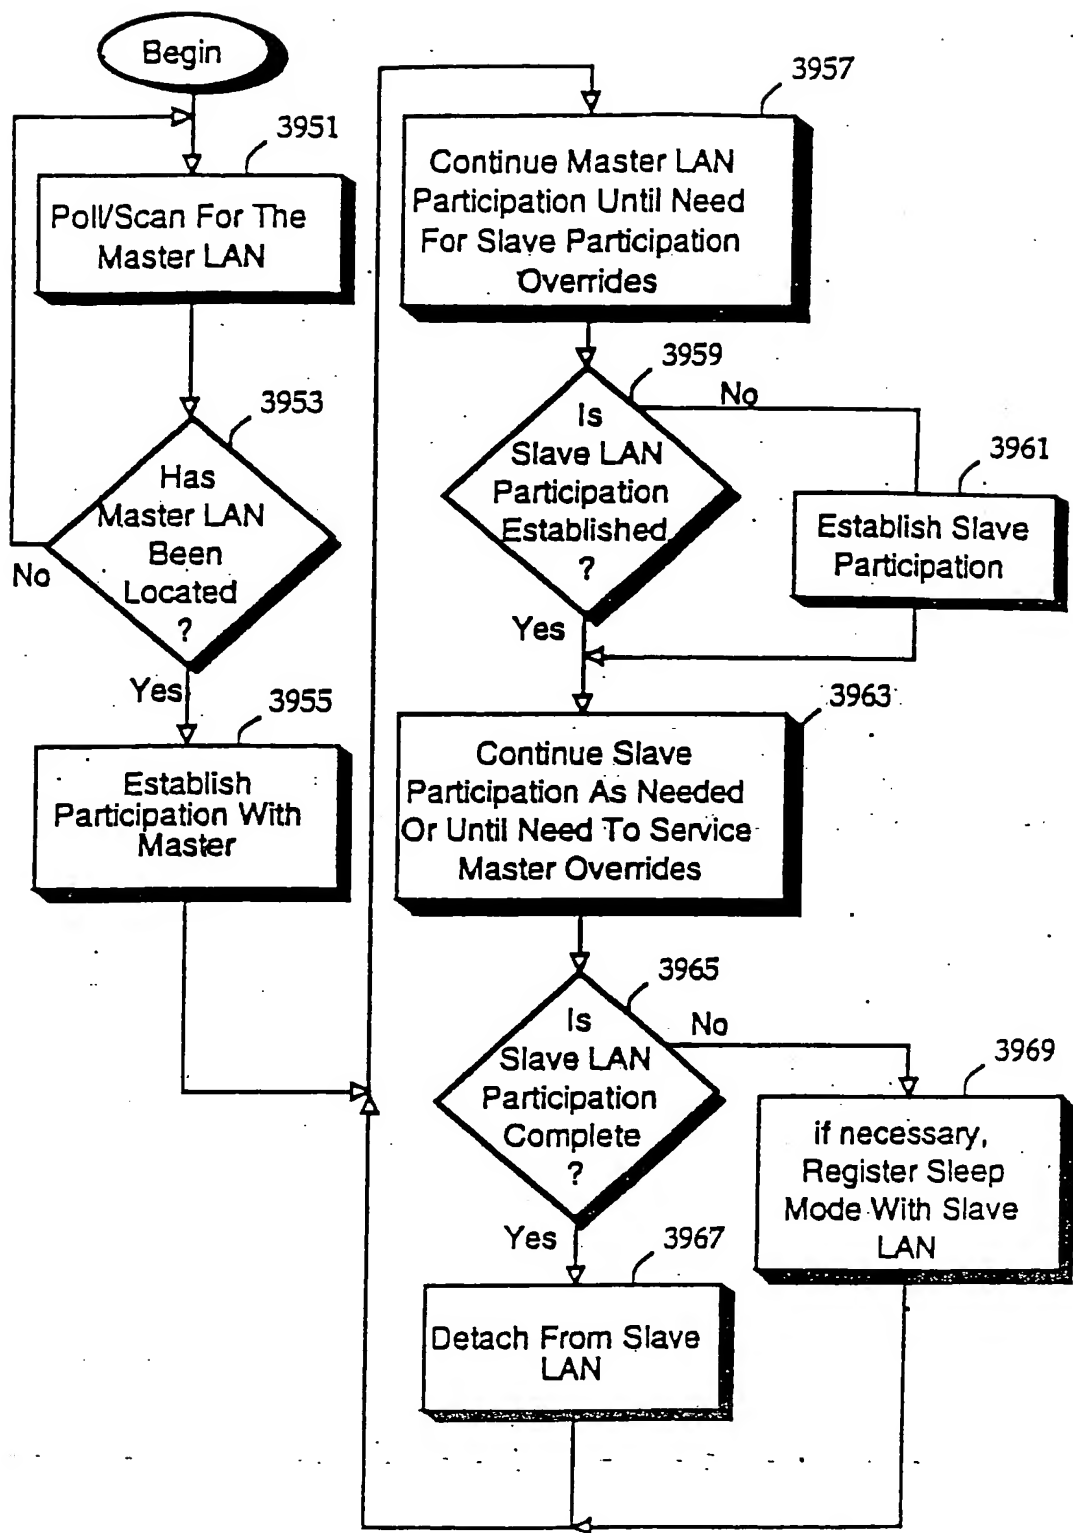 Begin
3951
Poll/Scan For The
Master LAN
3953
Has
Master LAN
Been
Located
?
No
Yes
3955
Establish
Participation With
Master
3957
Continue Master LAN
Participation Until Need
For Slave Participation
Overrides
3959
Is
Slave LAN
Participation
Established
?
No
Yes
3961
Establish Slave
Participation
3963
Continue Slave
Participation As Needed
Or Until Need To Service
Master Overrides
3965
Is
Slave LAN
Participation
Complete
?
No
Yes
3967
Detach From Slave
LAN
3969
if necessary,
Register Sleep
Mode With Slave
LAN